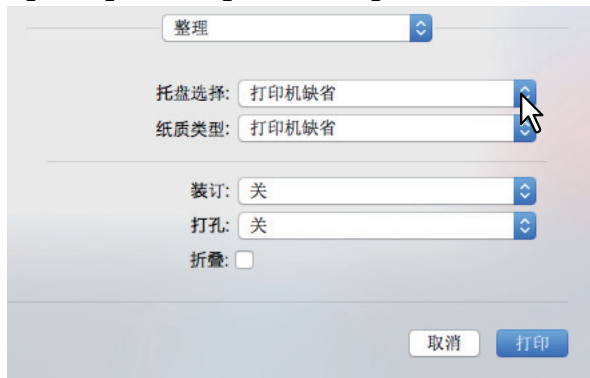 整理
托盘选择: 打印机缺省
纸质类型: 打印机缺省
装订: 关
打孔: 关
折叠:
取消 打印